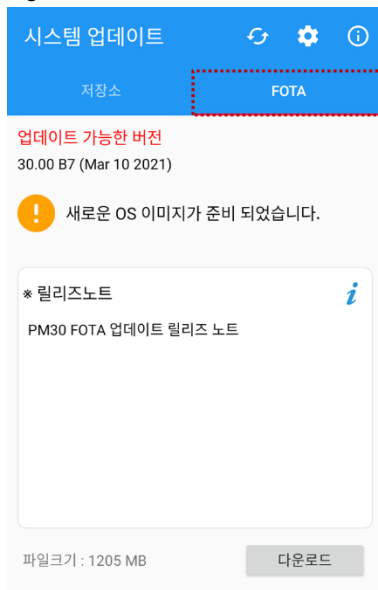 시스템 업데이트
저장소
FOTA
업데이트 가능한 버전
30.00 B7 (Mar 10 2021)
새로운 OS 이미지가 준비 되었습니다.
※ 릴리즈노트
PM30 FOTA 업데이트 릴리즈 노트
파일크기 : 1205 MB
다운로드